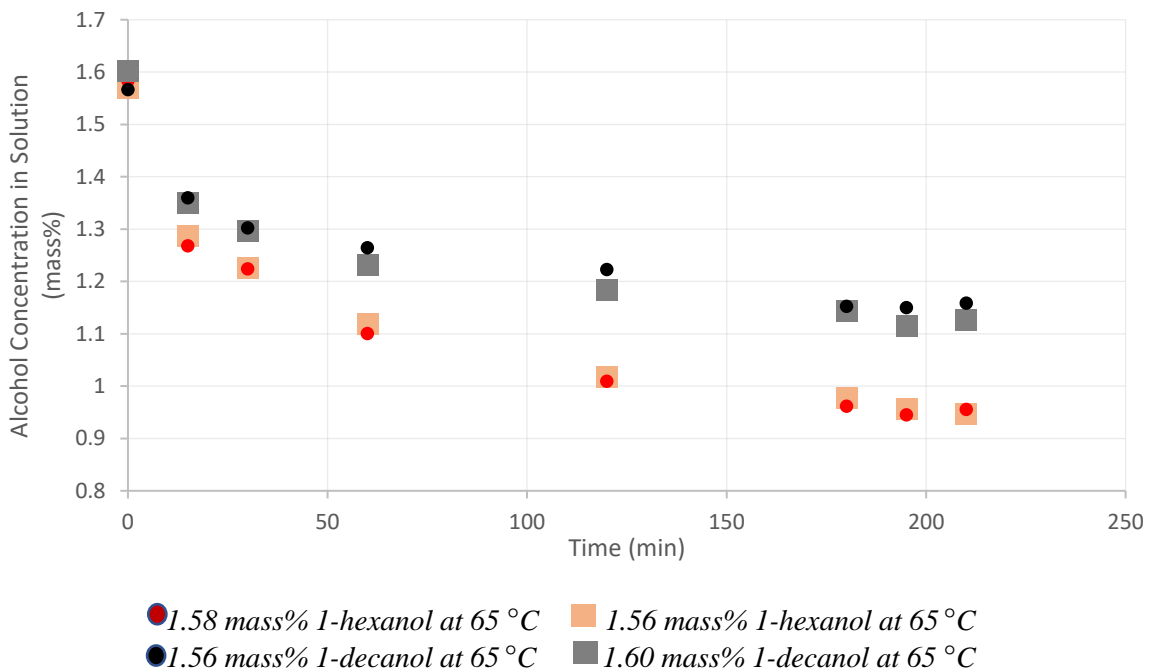 Alcohol Concentration in Solution
(mass%)
1.7
1.6
1.5
1.4
1.3
1.2
1.1
1
0.9
0.8
0
50
100
150
200
250
Time (min)
1.58 mass% 1-hexanol at 65 °C
1.56 mass% 1-hexanol at 65 °C
1.56 mass% 1-decanol at 65 °C
1.60 mass% 1-decanol at 65 °C